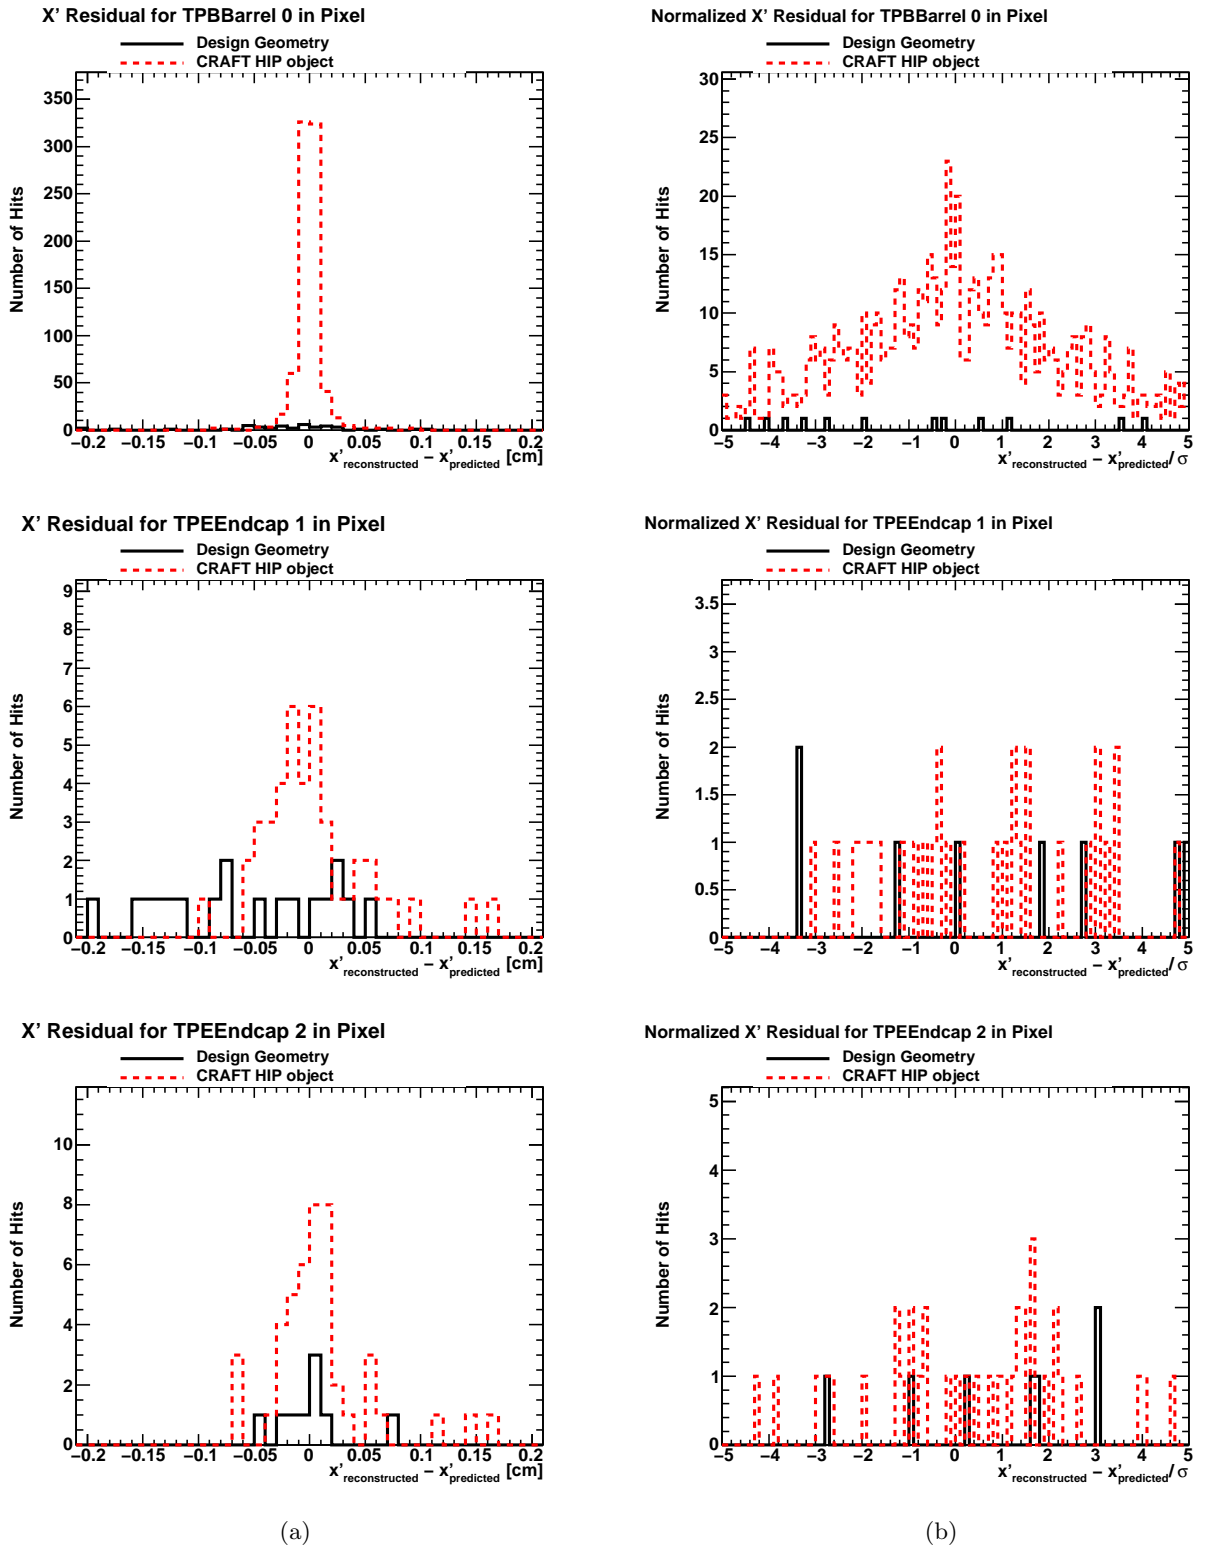 X' Residual for TPBBarrel 0 in Pixel
Design Geometry
CRAFT HIP object
Number of Hits
350
300
250
200
150
100
50
0
−0.2 −0.15 −0.1 −0.05 0 0.05 0.1 0.15 0.2
x'reconstructed − x'predicted [cm]
Normalized X' Residual for TPBBarrel 0 in Pixel
Design Geometry
CRAFT HIP object
Number of Hits
30
25
20
15
10
5
0
−5 −4 −3 −2 −1 0 1 2 3 4 5
x'reconstructed − x'predicted/ σ
X' Residual for TPEEndcap 1 in Pixel
Design Geometry
CRAFT HIP object
Number of Hits
9
8
7
6
5
4
3
2
1
0
−0.2 −0.15 −0.1 −0.05 0 0.05 0.1 0.15 0.2
x'reconstructed − x'predicted [cm]
Normalized X' Residual for TPEEndcap 1 in Pixel
Design Geometry
CRAFT HIP object
Number of Hits
3.5
3
2.5
2
1.5
1
0.5
0
−5 −4 −3 −2 −1 0 1 2 3 4 5
x'reconstructed − x'predicted/ σ
X' Residual for TPEEndcap 2 in Pixel
Design Geometry
CRAFT HIP object
Number of Hits
10
8
6
4
2
0
−0.2 −0.15 −0.1 −0.05 0 0.05 0.1 0.15 0.2
x'reconstructed − x'predicted [cm]
Normalized X' Residual for TPEEndcap 2 in Pixel
Design Geometry
CRAFT HIP object
Number of Hits
5
4
3
2
1
0
−5 −4 −3 −2 −1 0 1 2 3 4 5
x'reconstructed − x'predicted/ σ
(a)
(b)